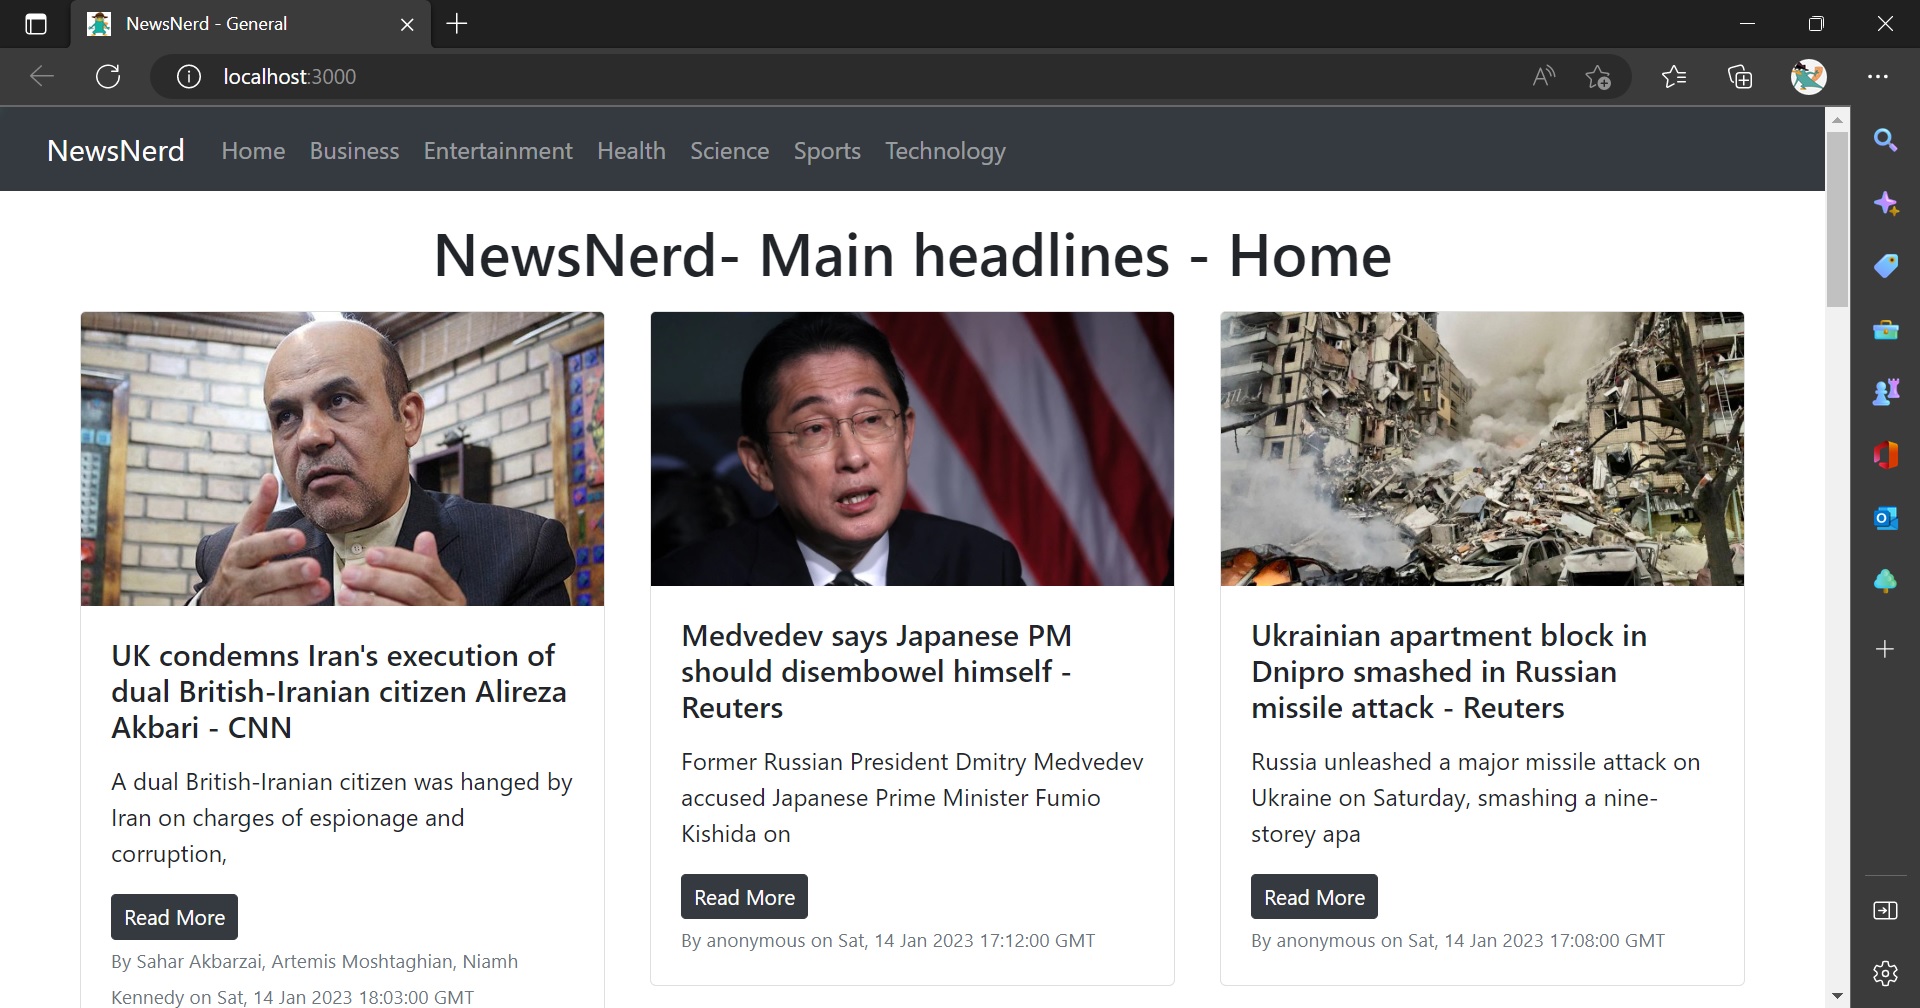 NewsNerd - General
localhost:3000
NewsNerd Home Business Entertainment Health Science Sports Technology
NewsNerd- Main headlines - Home
UK condemns Iran's execution of
dual British-Iranian citizen Alireza
Akbari - CNN
A dual British-Iranian citizen was hanged by
Iran on charges of espionage and
corruption,
Read More
By Sahar Akbarzai, Artemis Moshtaghian, Niamh
Kennedy on Sat, 14 Jan 2023 18:03:00 GMT
Medvedev says Japanese PM
should disembowel himself -
Reuters
Former Russian President Dmitry Medvedev
accused Japanese Prime Minister Fumio
Kishida on
Read More
By anonymous on Sat, 14 Jan 2023 17:12:00 GMT
Ukrainian apartment block in
Dnipro smashed in Russian
missile attack - Reuters
Russia unleashed a major missile attack on
Ukraine on Saturday, smashing a nine-
storey apa
Read More
By anonymous on Sat, 14 Jan 2023 17:08:00 GMT